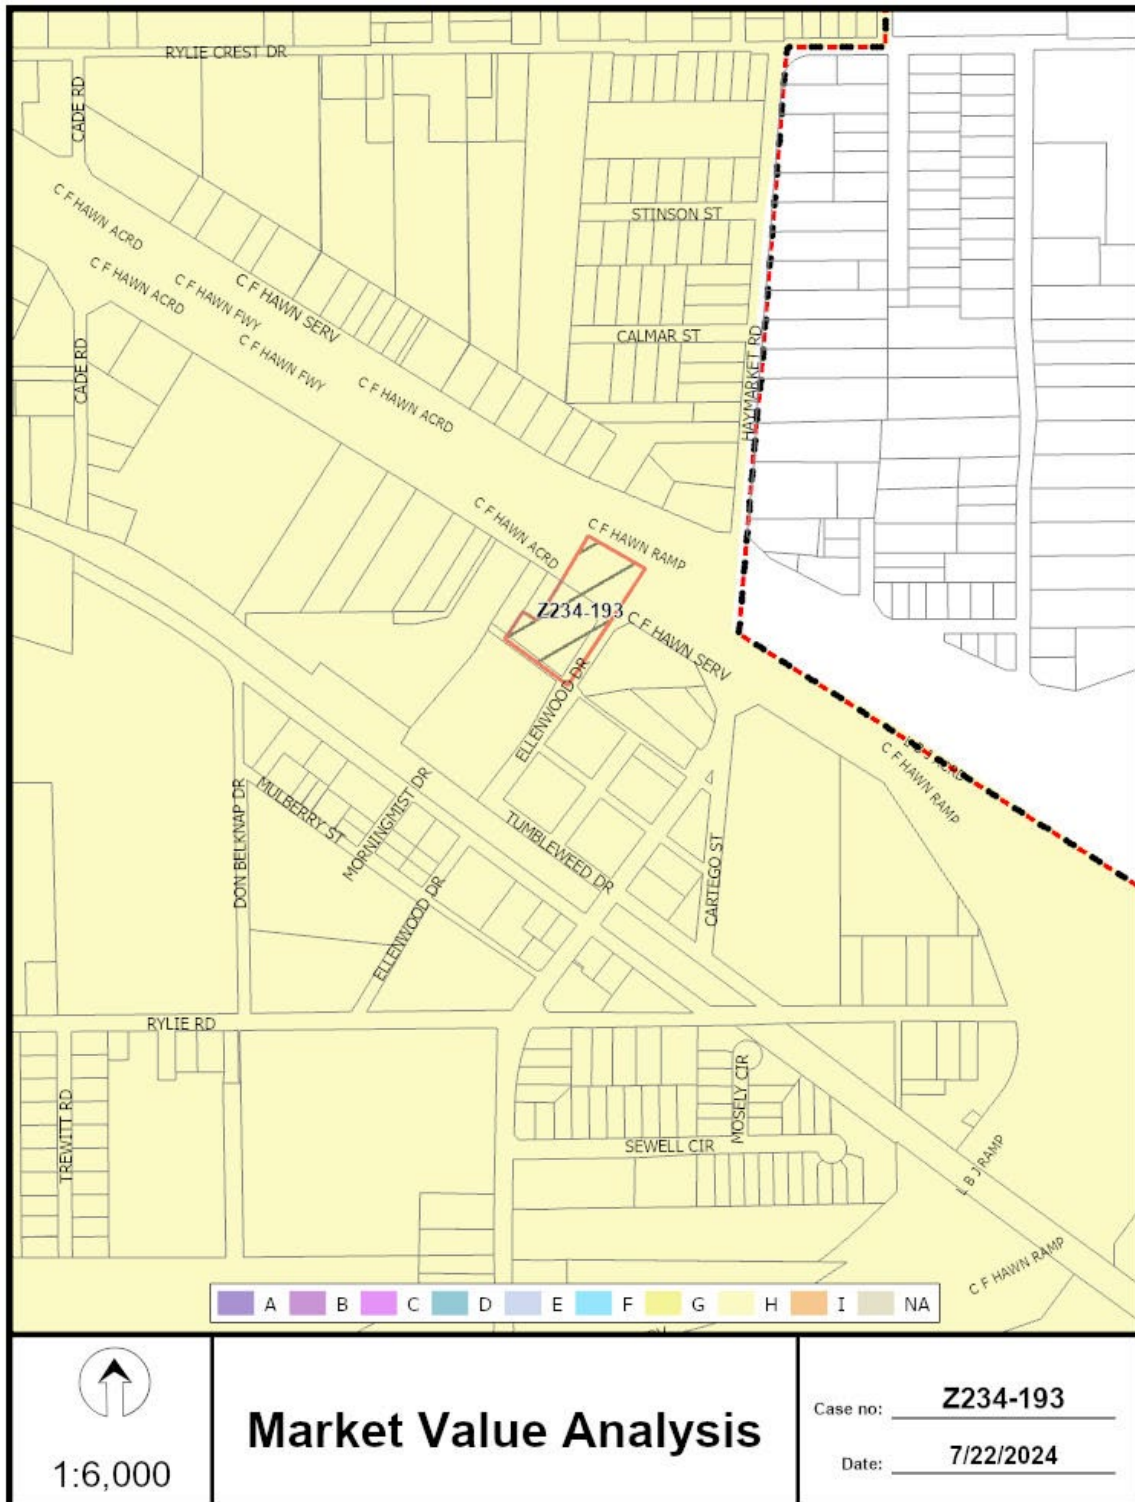 RYLIE CREST DR
CADE RD
STINSON ST
C F HAWN ACRD
C F HAWN ACRD
C F HAWN FWY
C F HAWN SERV
C F HAWN FWY
CALMAR ST
HAYMARKET RD
CADE RD
C F HAWN ACRD
C F HAWN ACRD
C F HAWN RAMP
Z234-193
C F HAWN SERV
ELLENWOOD DR
C F HAWN RAMP
DON BELKNAP DR
MULBERRY ST
MORNINGMIST DR
TUMBLEWEED DR
CARTEGO ST
ELLENWOOD DR
RYLIE RD
TREWITT RD
MOSELY CIR
SEWELL CIR
L B J RAMP
C F HAWN RAMP
A B C D E F G H I NA
1:6,000
Market Value Analysis
Case no: Z234-193
Date: 7/22/2024